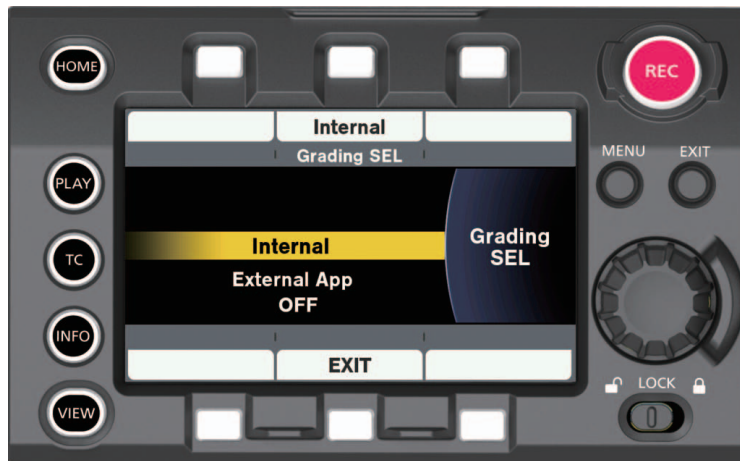 HOME
REC
Internal
Grading SEL
MENU EXIT
PLAY
Internal
Grading
SEL
TC
External App
OFF
INFO
EXIT
LOCK
VIEW